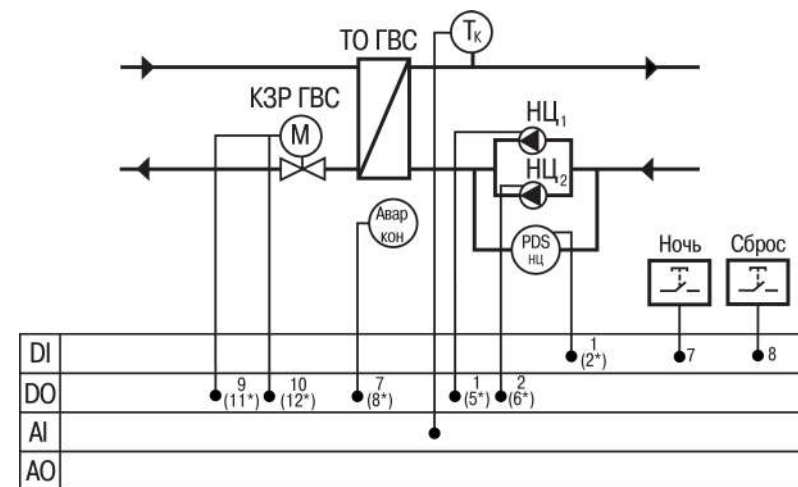 ТО ГВС
Tк
КЗР ГВС
M
НЦ1
НЦ2
Авар
кон
PDS
НЦ
Ночь
Сброс
DI
1
(2*)
7
8
DO
9
(11*)
10
(12*)
7
(8*)
1
(5*)
2
(6*)
AI
AO